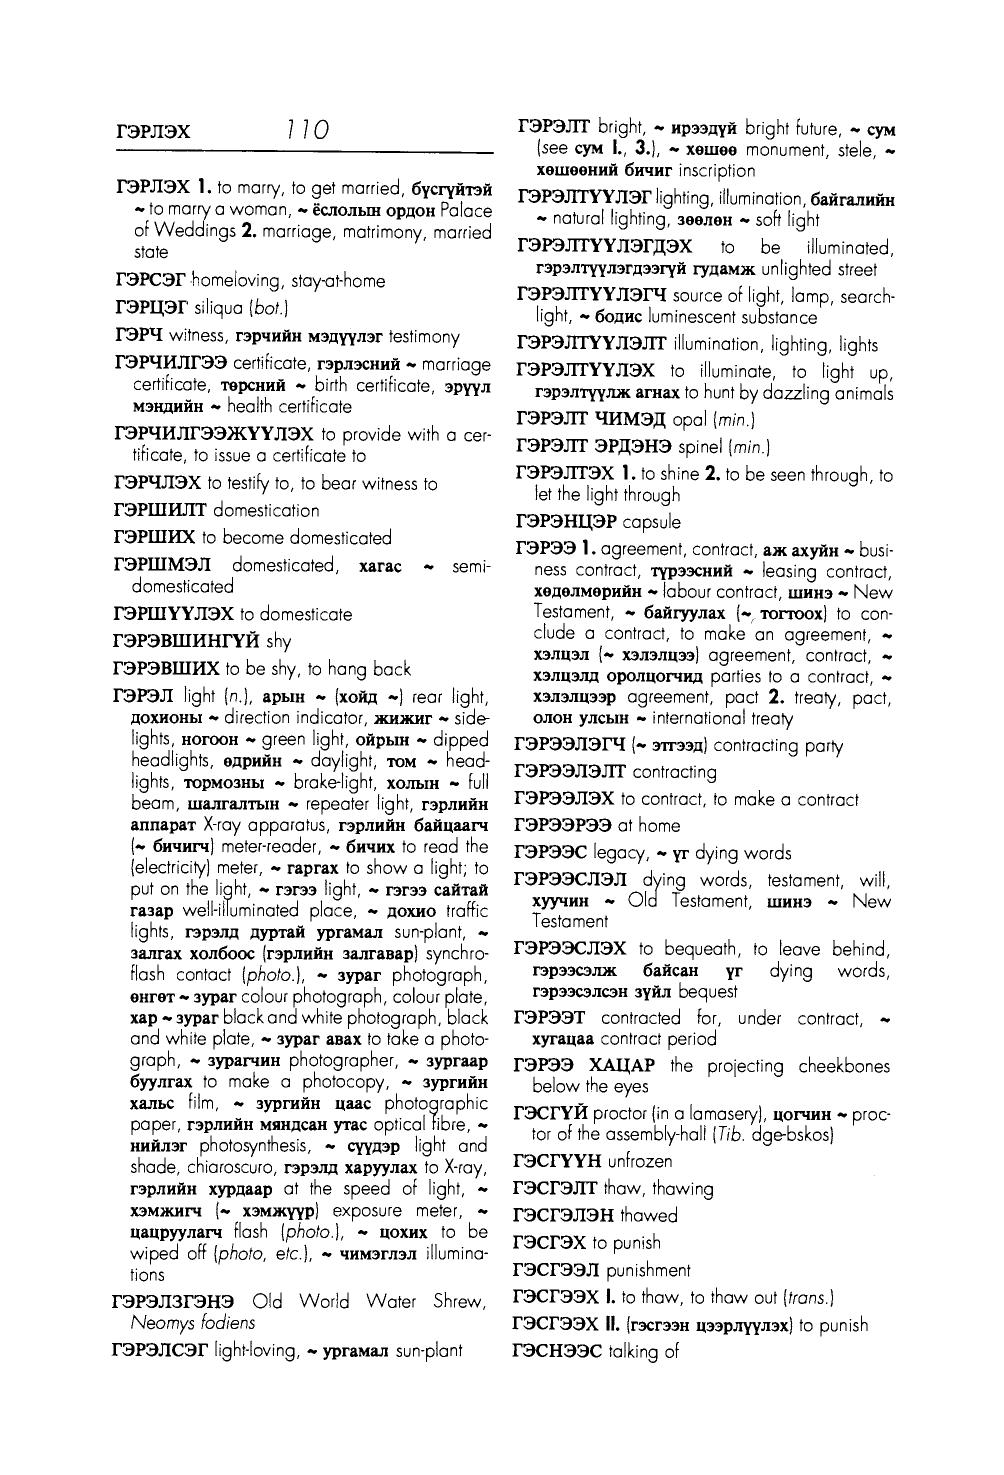 ГЭРЛЭХ 110
ГЭРЛЭХ 1. to marry, to get married, бүсгүйтэй
~ to marry a woman, ~ ёслолын ордон Palace
of Weddings 2. marriage, matrimony, married
state
ГЭРСЭГ homeloving, stay-at-home
ГЭРЦЭГ siliqua (bot.)
ГЭРЧ witness, гэрчийн мэдүүлэг testimony
ГЭРЧИЛГЭЭ certificate, гэрлэсний ~ marriage
certificate, төрсний ~ birth certificate, эрүүл
мэндийн ~ health certificate
ГЭРЧИЛГЭЭЖҮҮЛЭХ to provide with a cer-
tificate, to issue a certificate to
ГЭРЧЛЭХ to testify to, to bear witness to
ГЭРШИЛТ domestication
ГЭРШИХ to become domesticated
ГЭРШМЭЛ domesticated, хагас ~ semi-
domesticated
ГЭРШҮҮЛЭХ to domesticate
ГЭРЭВШИНГҮЙ shy
ГЭРЭВШИХ to be shy, to hang back
ГЭРЭЛ light (n.), арын ~ (хойд ~) rear light,
дохионы ~ direction indicator, жижиг ~ side-
lights, ногоон ~ green light, ойрын ~ dipped
headlights, өдрийн ~ daylight, том ~ head-
lights, тормозны ~ brake-light, холын ~ full
beam, шалгалтын ~ repeater light, гэрлийн
аппарат X-ray apparatus, гэрлийн байцаагч
(~ бичигч) meter-reader, ~ бичих to read the
(electricity) meter, ~ гаргах to show a light; to
put on the light, ~ гэгээ light, ~ гэгээ сайтай
газар well-illuminated place, ~ дохио traffic
lights, гэрэлд дуртай ургамал sun-plant, ~
залгах холбоос (гэрлийн залгавар) synchro-
flash contact (photo.), ~ зураг photograph,
өнгөт ~ зураг colour photograph, colour plate,
хар ~ зураг black and white photograph, black
and white plate, ~ зураг авах to take a photo-
graph, ~ зурагчин photographer, ~ зургаар
буулгах to make a photocopy, ~ зургийн
хальс film, ~ зургийн цаас photographic
paper, гэрлийн мяндсан утас optical fibre, ~
нийлэг photosynthesis, ~ сүүдэр light and
shade, chiaroscuro, гэрэлд харуулах to X-ray,
гэрлийн хурдаар at the speed of light, ~
хэмжигч (~ хэмжүүр) exposure meter, ~
цацруулагч flash (photo.), ~ цохих to be
wiped off (photo, etc.), ~ чимэглэл illumina-
tions
ГЭРЭЛЗГЭНЭ Old World Water Shrew,
Neomys fodiens
ГЭРЭЛСЭГ light-loving, ~ ургамал sun-plant
ГЭРЭЛТ bright, ~ ирээдүй bright future, ~ сум
(see сум I., 3.), ~ хөшөө monument, stele, ~
хөшөөний бичиг inscription
ГЭРЭЛТҮҮЛЭГ lighting, illumination, байгалийн
~ natural lighting, зөөлөн ~ soft light
ГЭРЭЛТҮҮЛЭГДЭХ to be illuminated,
гэрэлтүүлэгдээгүй гудамж unlighted street
ГЭРЭЛТҮҮЛЭГЧ source of light, lamp, search-
light, ~ бодис luminescent substance
ГЭРЭЛТҮҮЛЭЛТ illumination, lighting, lights
ГЭРЭЛТҮҮЛЭХ to illuminate, to light up,
гэрэлтүүлж агнах to hunt by dazzling animals
ГЭРЭЛТ ЧИМЭД opal (min.)
ГЭРЭЛТ ЭРДЭНЭ spinel (min.)
ГЭРЭЛТЭХ 1. to shine 2. to be seen through, to
let the light through
ГЭРЭНЦЭР capsule
ГЭРЭЭ 1. agreement, contract, аж ахуйн ~ busi-
ness contract, түрээсний ~ leasing contract,
хөдөлмөрийн ~ labour contract, шинэ ~ New
Testament, ~ байгуулах (~ тогтоох) to con-
clude a contract, to make an agreement, ~
хэлцэл (~ хэлэлцээ) agreement, contract, ~
хэлцэлд оролцогчид parties to a contract, ~
хэлэлцээр agreement, pact 2. treaty, pact,
олон улсын ~ international treaty
ГЭРЭЭЛЭГЧ (~ этгээд) contracting party
ГЭРЭЭЛЭЛТ contracting
ГЭРЭЭЛЭХ to contract, to make a contract
ГЭРЭЭРЭЭ at home
ГЭРЭЭС legacy, ~ үг dying words
ГЭРЭЭСЛЭЛ dying words, testament, will,
хуучин ~ Old Testament, шинэ ~ New
Testament
ГЭРЭЭСЛЭХ to bequeath, to leave behind,
гэрээсэлж байсан үг dying words,
гэрээсэлсэн зүйл bequest
ГЭРЭЭТ contracted for, under contract, ~
хугацаа contract period
ГЭРЭЭ ХАЦАР the projecting cheekbones
below the eyes
ГЭСГҮЙ proctor (in a lamasery), цогчин ~ proc-
tor of the assembly-hall (Tib. dge-bskos)
ГЭСГҮҮН unfrozen
ГЭСГЭЛТ thaw, thawing
ГЭСГЭЛЭН thawed
ГЭСГЭХ to punish
ГЭСГЭЭЛ punishment
ГЭСГЭЭХ I. to thaw, to thaw out (trans.)
ГЭСГЭЭХ II. (гэсгээн цээрлүүлэх) to punish
ГЭСНЭЭС talking of